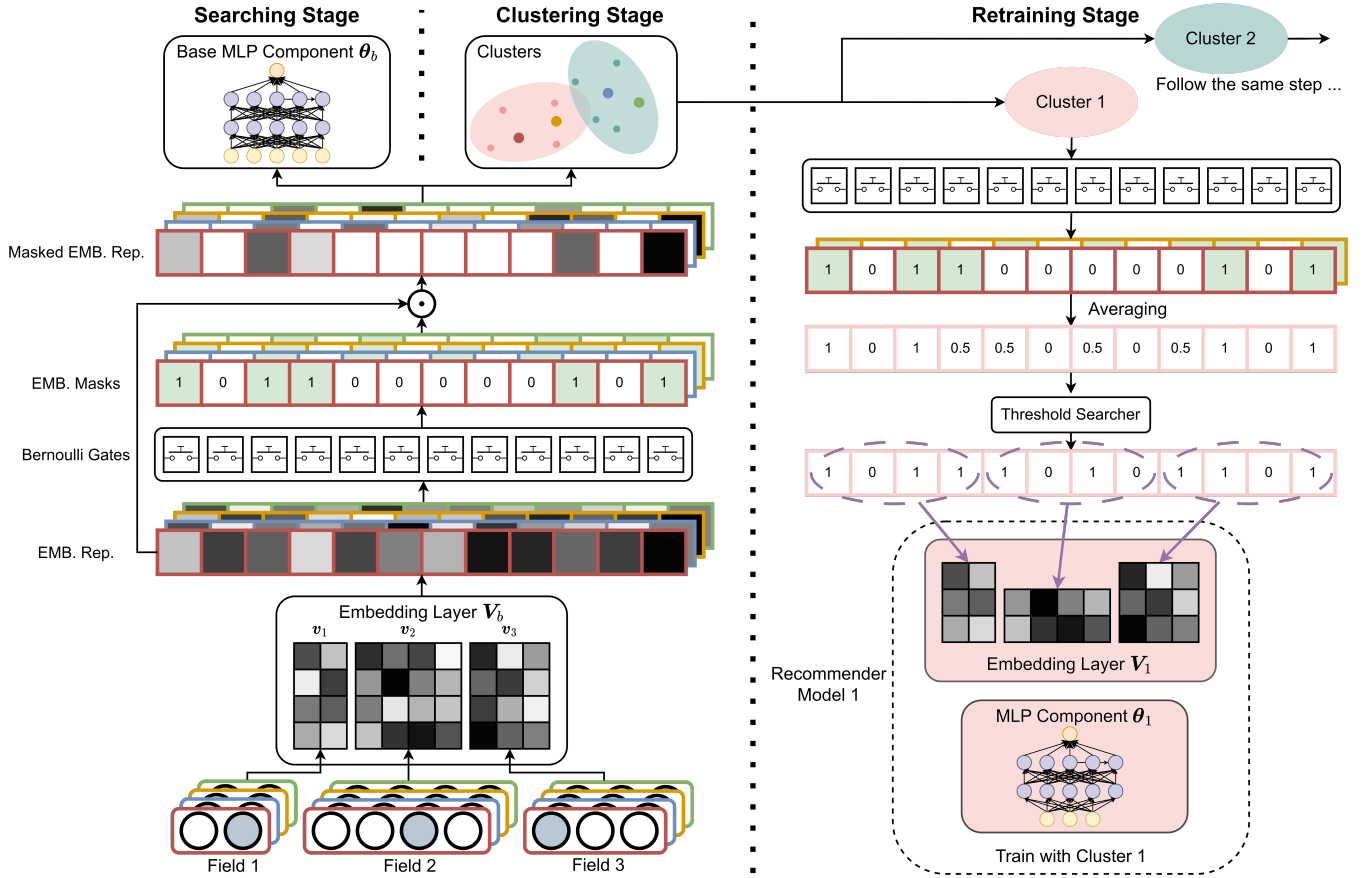 Searching Stage
Clustering Stage
Retraining Stage
Base MLP Component θb
Clusters
Cluster 2
Follow the same step ...
Cluster 1
Masked EMB. Rep.
1 0 1 1 0 0 0 0 0 1 0 1
Averaging
1 0 1 0.5 0.5 0 0.5 0 0.5 1 0 1
EMB. Masks
1 0 1 1 0 0 0 0 0 1 0 1
Threshold Searcher
Bernoulli Gates
1 0 1 1 1 0 1 0 1 1 0 1
EMB. Rep.
Embedding Layer Vb
v1 v2 v3
Embedding Layer V1
Recommender
Model 1
MLP Component θ1
Train with Cluster 1
Field 1
Field 2
Field 3